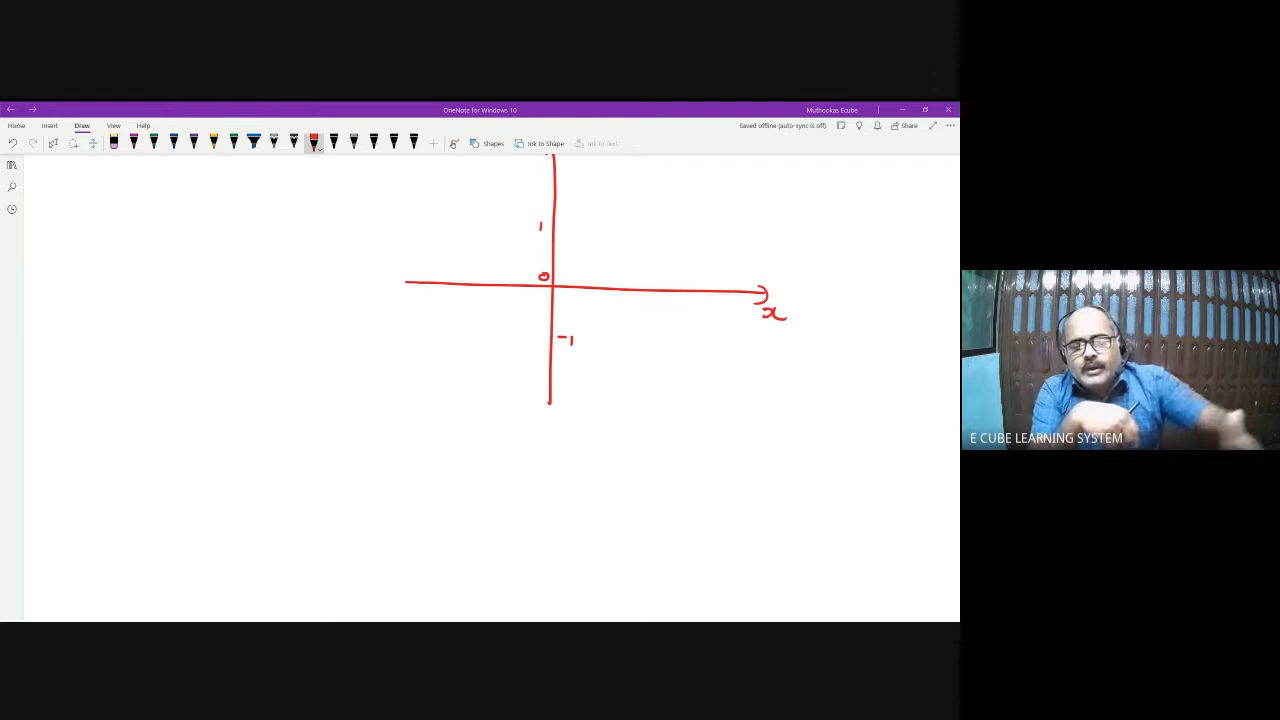 OneNote for Windows 10
Muthookas Ecube
Home Insert Draw View Help
Saved offline (auto-sync is off)
Share
Shapes
Ink to Shape
Ink to Text
1
0
x
-1
E CUBE LEARNING SYSTEM